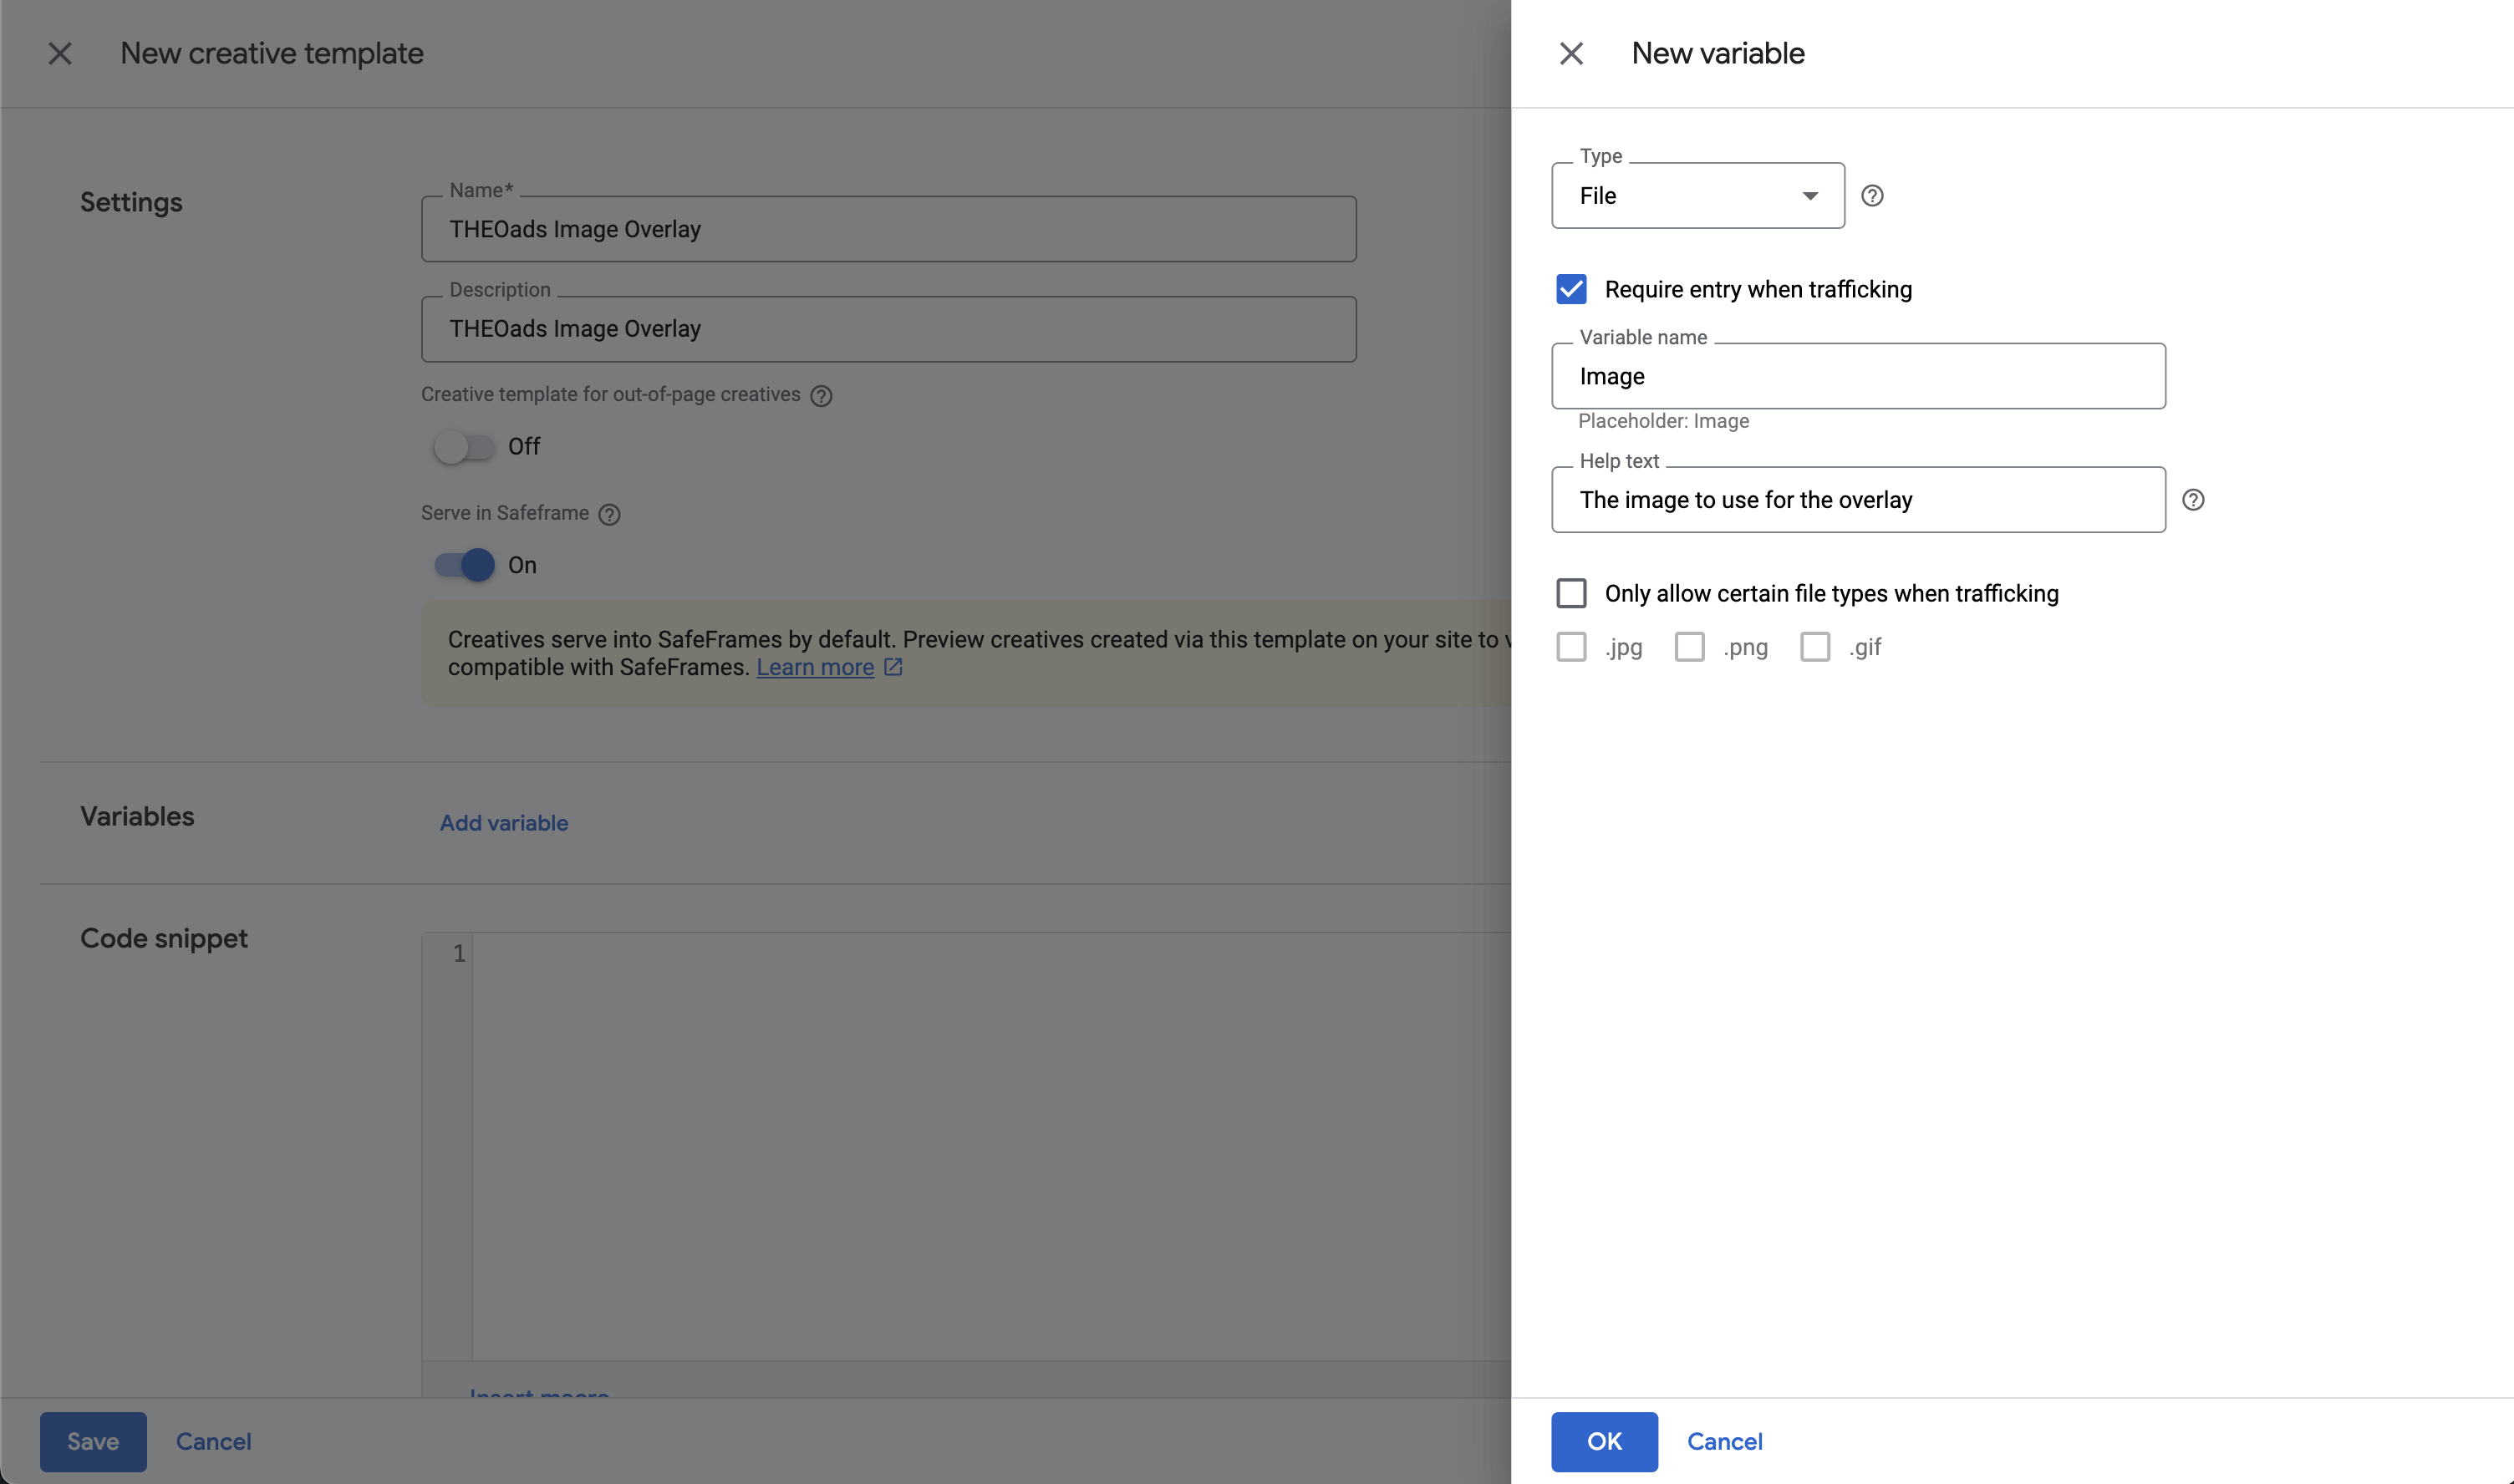 New creative template
Settings
Name*
THEOads Image Overlay
Description
THEOads Image Overlay
Creative template for out-of-page creatives
Off
Serve in Safeframe
On
Creatives serve into SafeFrames by default. Preview creatives created via this template on your site to
compatible with SafeFrames. Learn more
Variables
Add variable
Code snippet
1
Insert macro
Save
Cancel
New variable
Type
File
Require entry when trafficking
Variable name
Image
Placeholder: Image
Help text
The image to use for the overlay
Only allow certain file types when trafficking
.jpg .png .gif
OK
Cancel